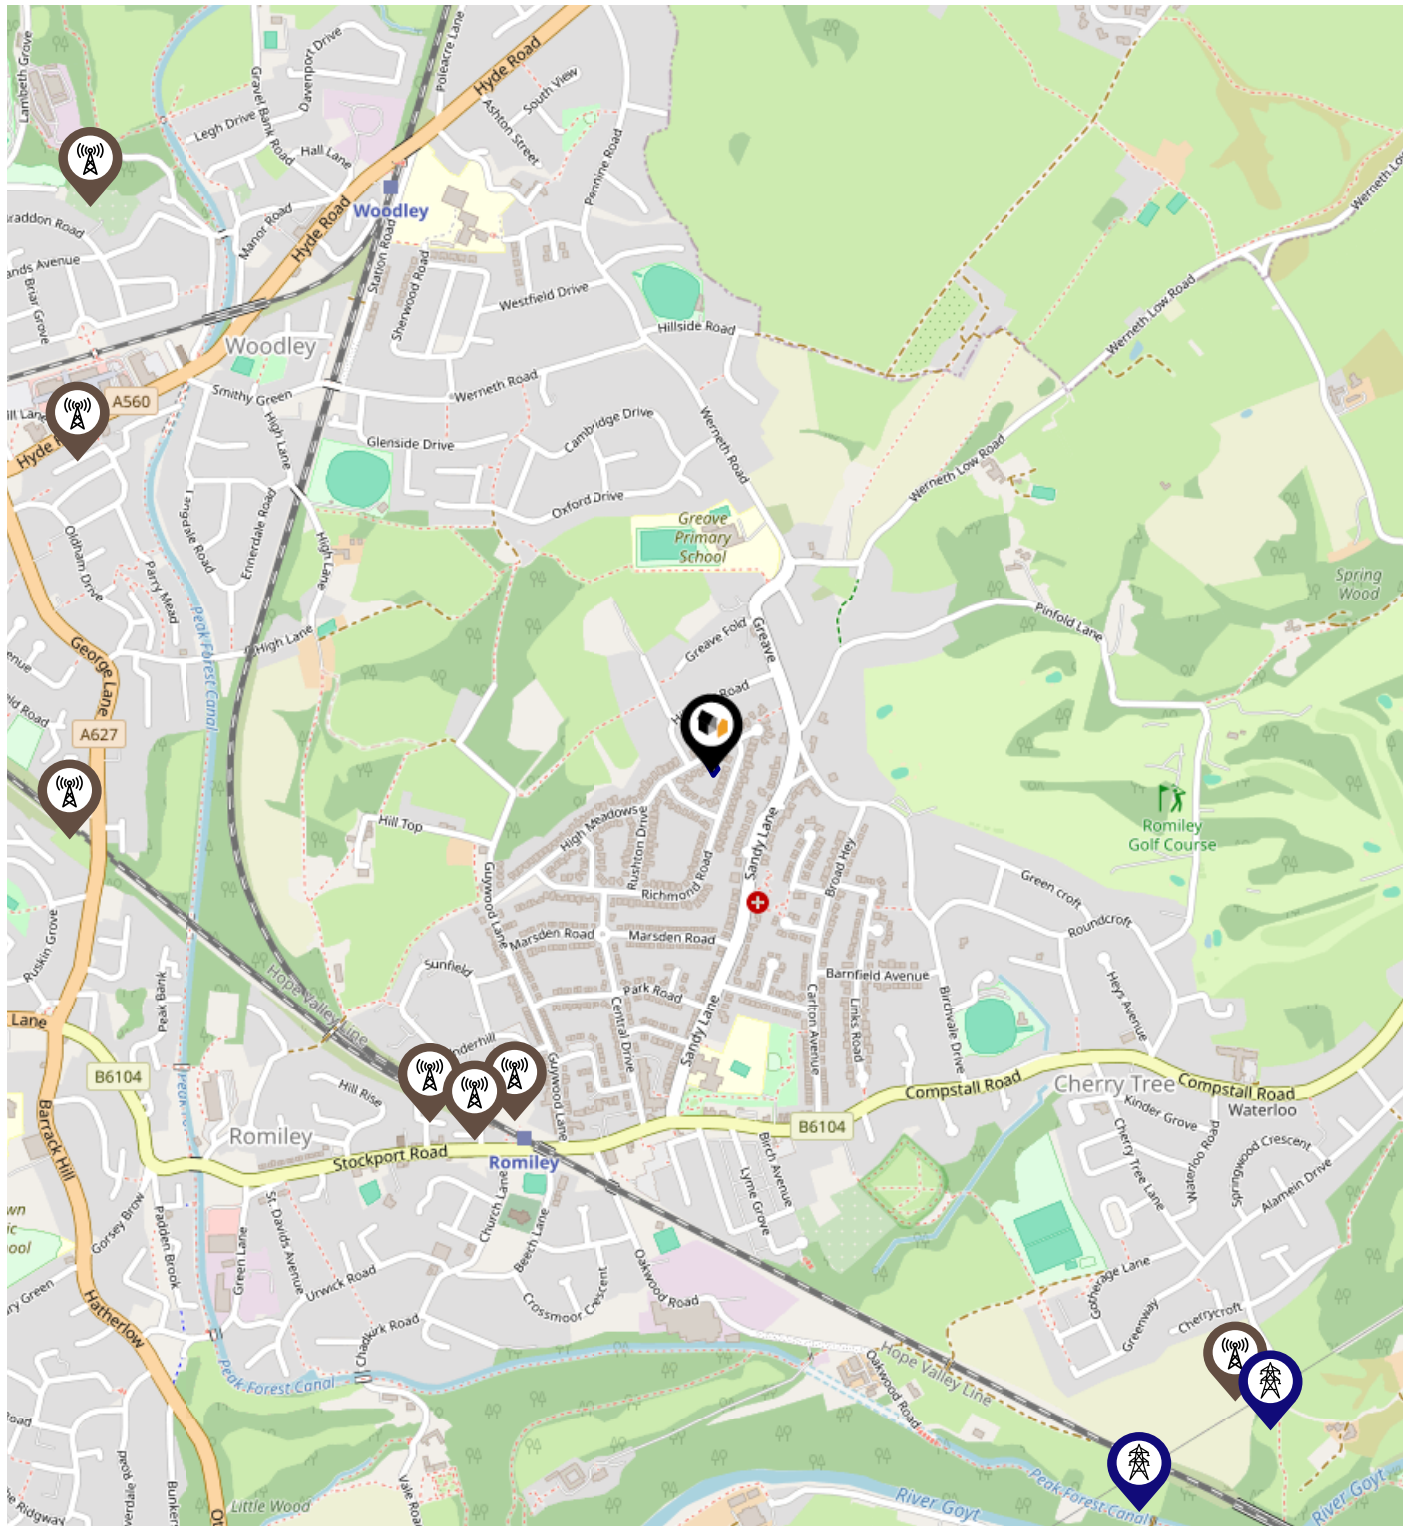 Lambeth Grove
Gravel Bank Road
Davenport Drive
Poleacre Lane
Hyde Road
South View
Ashton Street
Legh Drive
Hall Lane
Pennine Road
Woodley
Manor Road
Hyde Road
Station Road
Sherwood Road
Westfield Drive
Hillside Road
Briar Grove
Woodley
Werneth Low Road
Smithy Green
Werneth Road
A560
High Lane
Glenside Drive
Cambridge Drive
Werneth Road
Werneth Low Road
Oxford Drive
Langdale Road
Ennerdale Road
High Lane
Greave
Primary
School
Oldham Drive
Parry Mead
Spring
Wood
Peak Forest Canal
High Lane
Greave Fold
Greave
Pinfold Lane
George Lane
A627
Hill Top
High Meadows
Rushton Drive
Sandy Lane
Romiley
Golf Course
Broad Hey
Richmond Road
Guywood Lane
Green croft
Roundcroft
Ruskin Grove
Marsden Road
Marsden Road
Sunfield
Barnfield Avenue
Peak Bank
Hope Valley Line
Park Road
Central Drive
Sandy Lane
Carlton Avenue
Links Road
Birchvale Drive
Heys Avenue
Lane
B6104
Hill Rise
Guywood Lane
Compstall Road
Cherry Tree
Compstall Road
Waterloo
Kinder Grove
Barrack Hill
Romiley
Stockport Road
Romiley
B6104
Birch Avenue
Lyme Grove
Cherry Tree Lane
Waterloo Road
Springwood Crescent
Alamein Drive
Gorsey Brow
Padden Brook
Green Lane
St. Davids Avenue
Urwick Road
Church Lane
Beech Lane
Crossmoor Crescent
Oakwood Road
Gotherage Lane
Greenway
Cherrycroft
Hatherlow
Chadkirk Road
Peak Forest Canal
Oakwood Road
Hope Valley Line
Little Wood
Vale Road
River Goyt
Peak Forest Canal
River Goyt